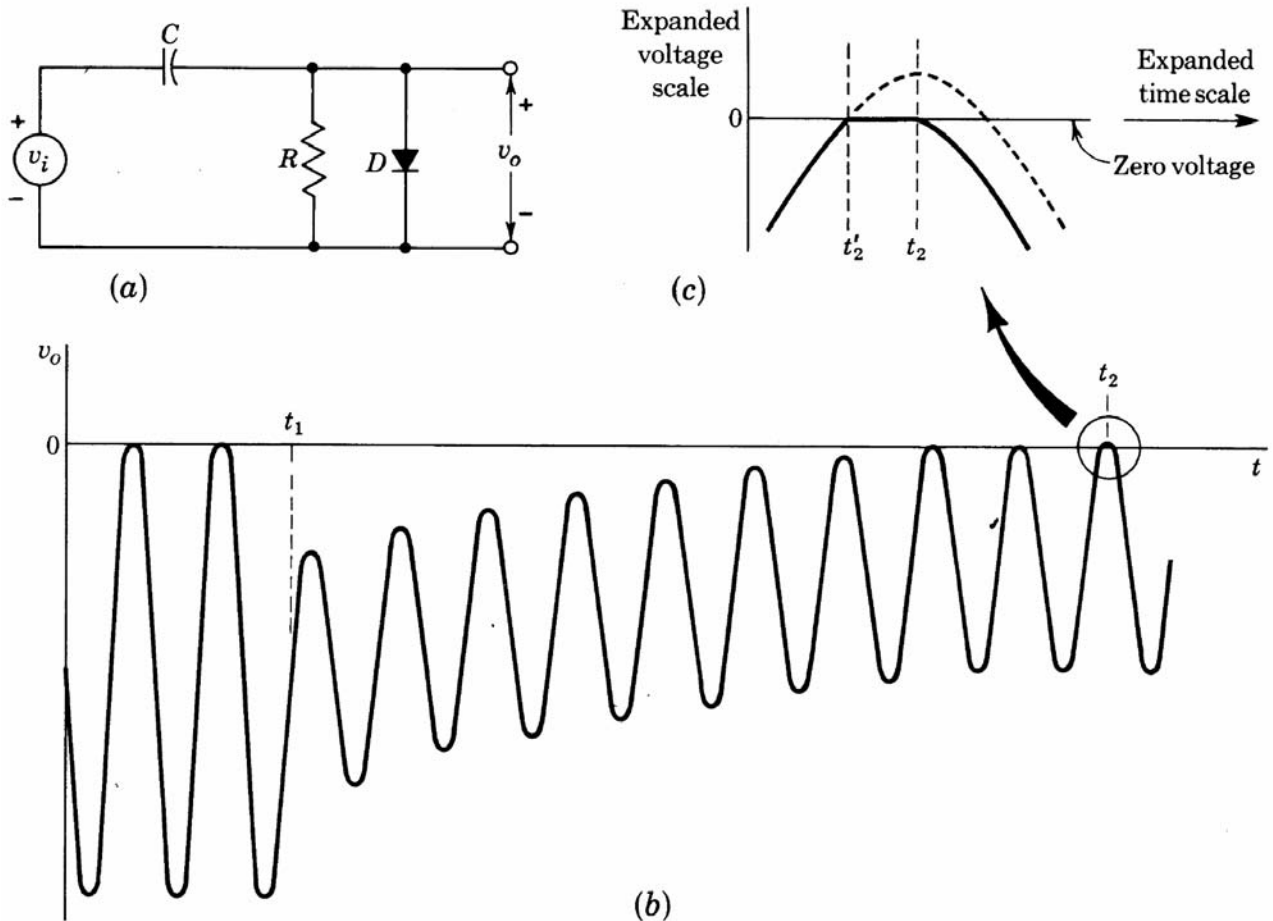 C
+
v_i
−
R
D
+
v_o
−
(a)
Expanded
voltage
scale
0
Expanded
time scale
Zero voltage
t'_2
t_2
(c)
v_o
0
t_1
t_2
t
(b)